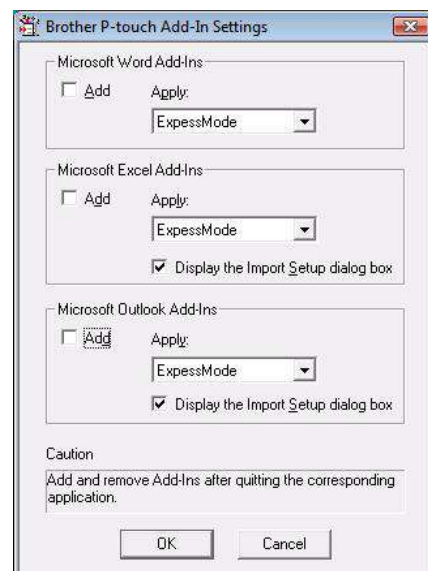 Brother P-touch Add-In Settings
Microsoft Word Add-Ins
Add Apply:
ExpessMode
Microsoft Excel Add-Ins
Add Apply:
ExpessMode
Display the Import Setup dialog box
Microsoft Outlook Add-Ins
Add Apply:
ExpessMode
Display the Import Setup dialog box
Caution
Add and remove Add-Ins after quitting the corresponding
application.
OK Cancel